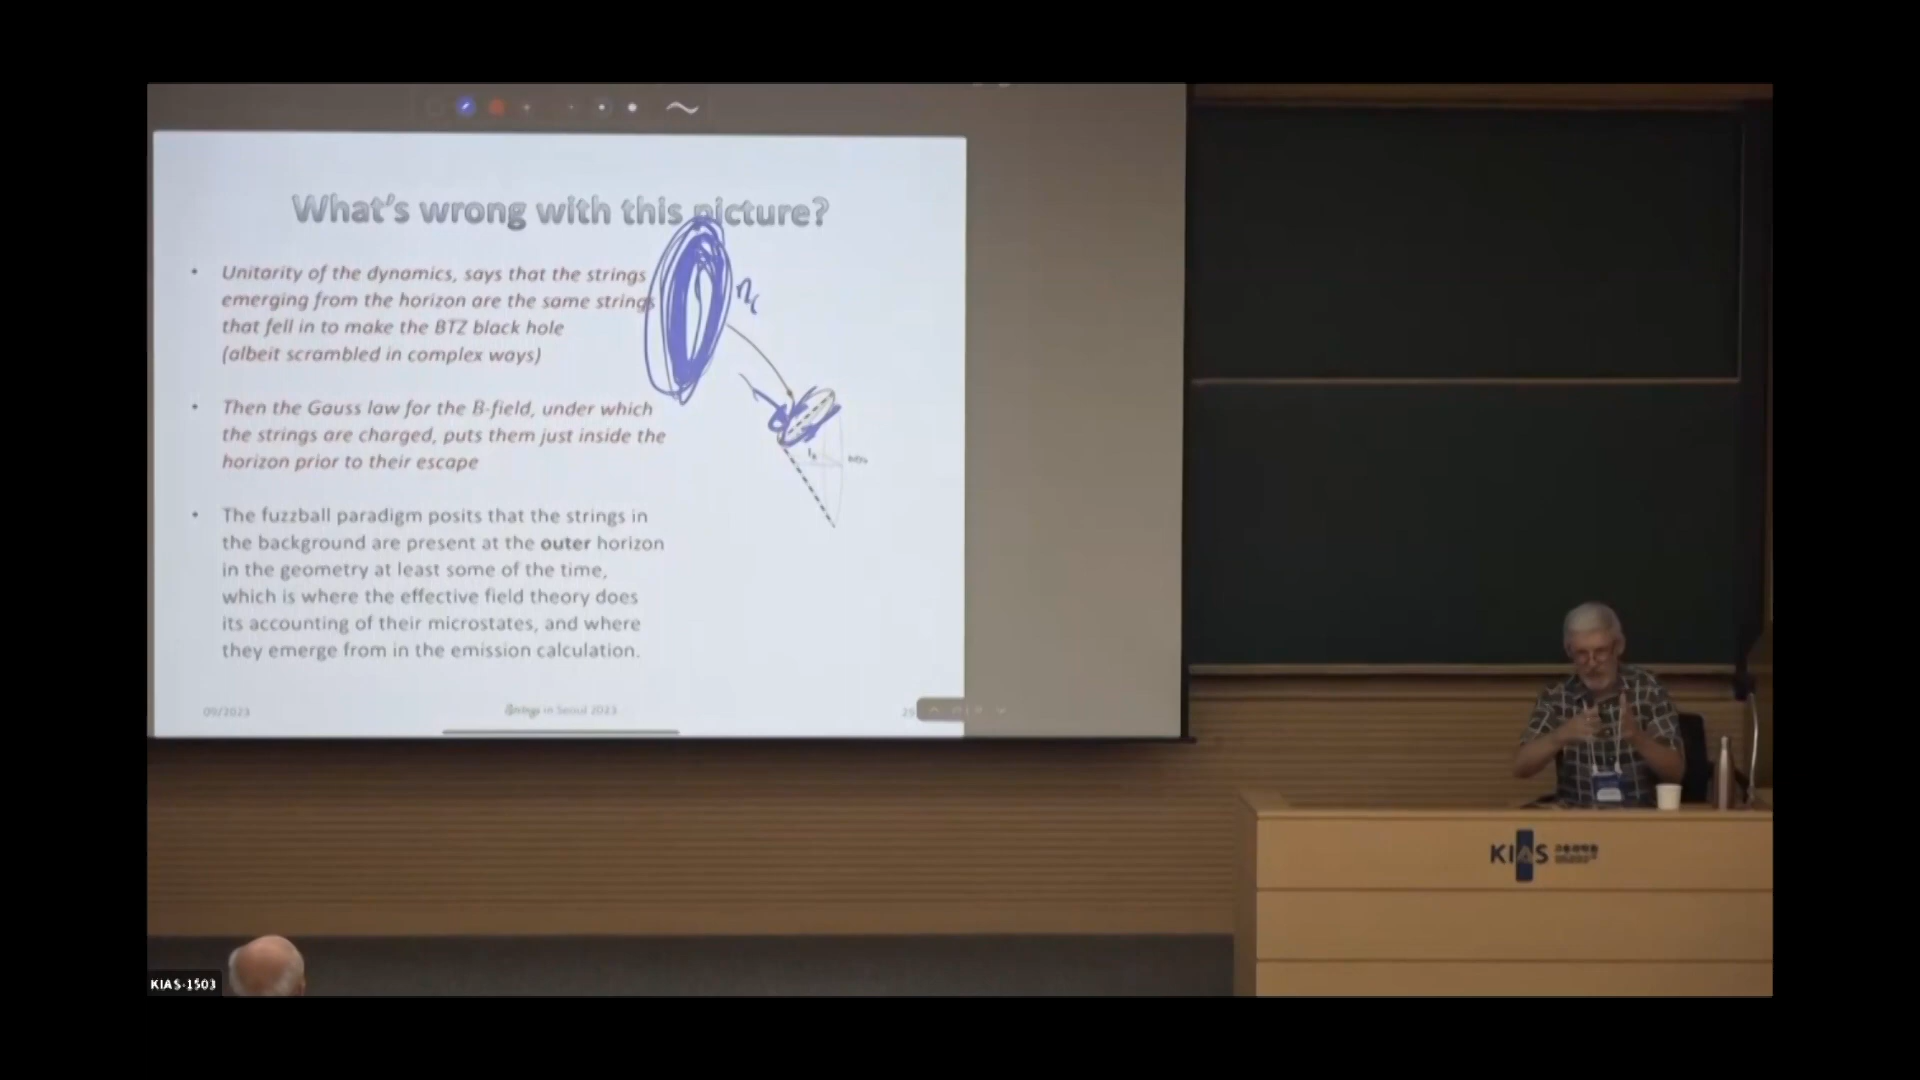 What's wrong with this picture?
• Unitarity of the dynamics, says that the strings
emerging from the horizon are the same strings
that fell in to make the BTZ black hole
(albeit scrambled in complex ways)
• Then the Gauss law for the B-field, under which
the strings are charged, puts them just inside the
horizon prior to their escape
• The fuzzball paradigm posits that the strings in
the background are present at the outer horizon
in the geometry at least some of the time,
which is where the effective field theory does
its accounting of their microstates, and where
they emerge from in the emission calculation.
09/2023
Strings in Seoul 2023
29
KIAS
KIAS-1503